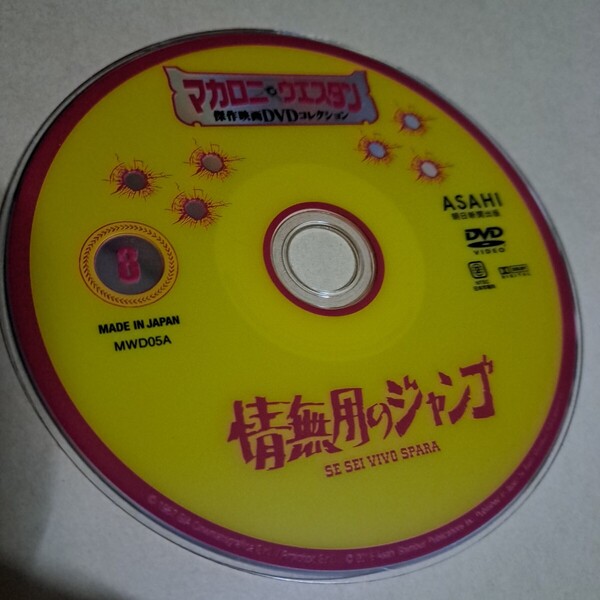 マカロニ・ウエスタン
傑作映画DVDコレクション
ASAHI
朝日新聞出版
DVD
VIDEO
MADE IN JAPAN
MWD05A
情無用のジャンゴ
SE SEI VIVO SPARA